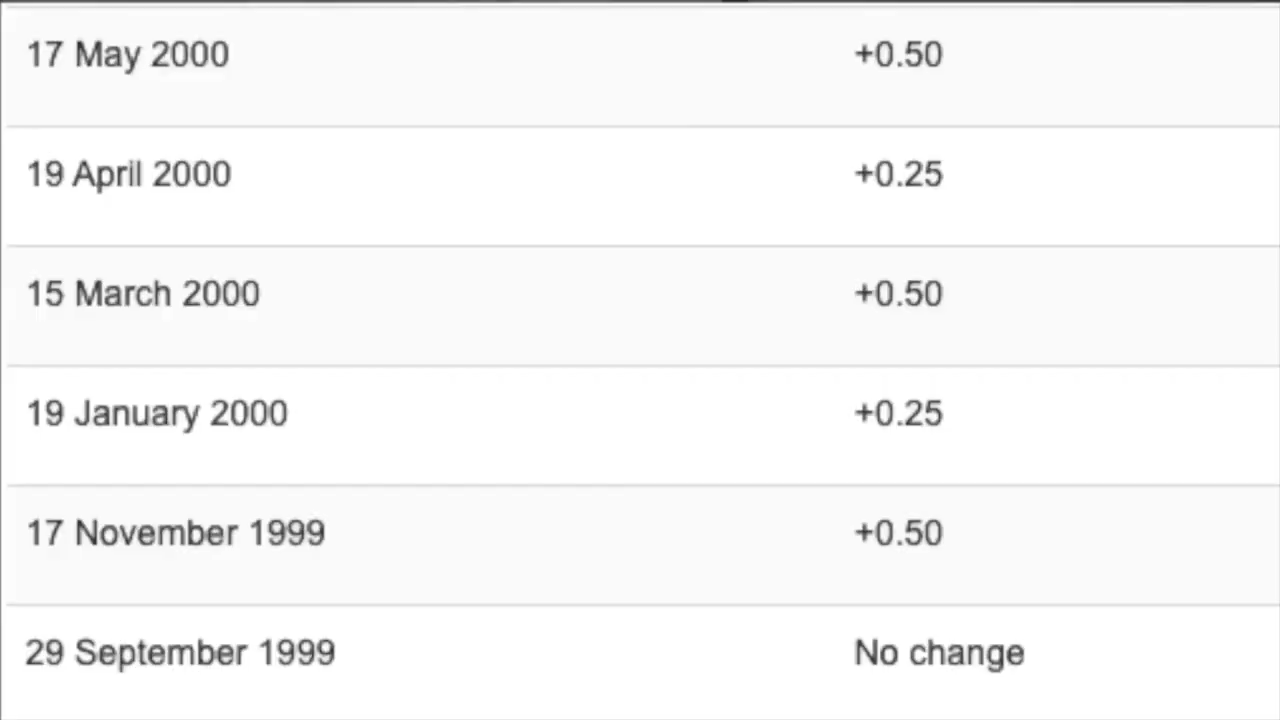 17 May 2000 +0.50
19 April 2000 +0.25
15 March 2000 +0.50
19 January 2000 +0.25
17 November 1999 +0.50
29 September 1999 No change